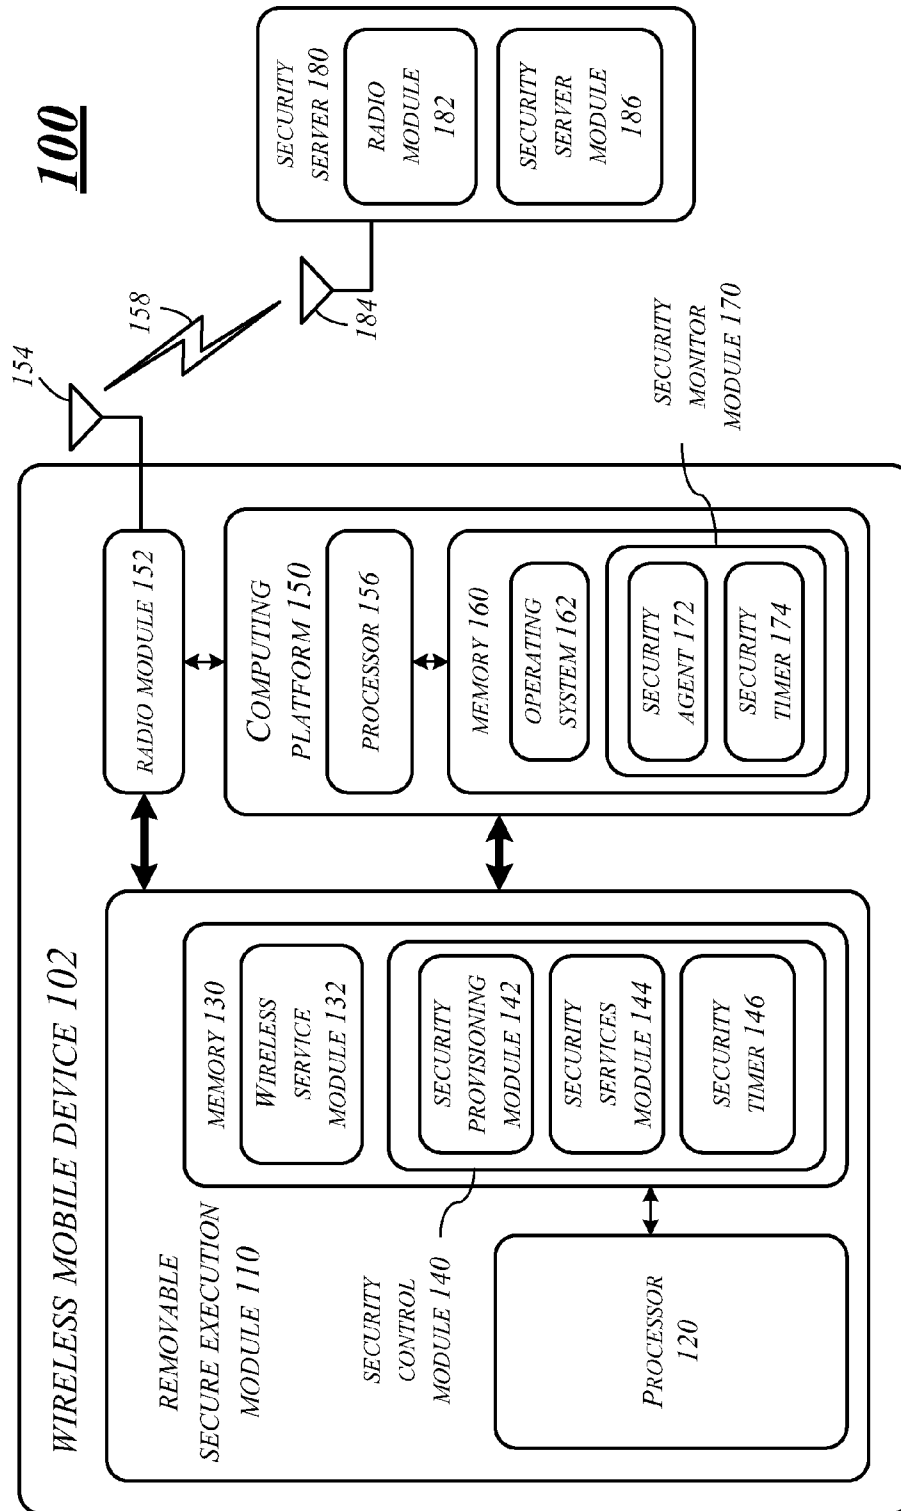 100
WIRELESS MOBILE DEVICE 102
REMOVABLE
SECURE EXECUTION
MODULE 110
MEMORY 130
WIRELESS
SERVICE
MODULE 132
SECURITY
CONTROL
MODULE 140
SECURITY
PROVISIONING
MODULE 142
SECURITY
SERVICES
MODULE 144
SECURITY
TIMER 146
PROCESSOR
120
RADIO MODULE 152
154
158
COMPUTING
PLATFORM 150
PROCESSOR 156
MEMORY 160
OPERATING
SYSTEM 162
SECURITY
AGENT 172
SECURITY
TIMER 174
SECURITY
MONITOR
MODULE 170
184
SECURITY
SERVER 180
RADIO
MODULE
182
SECURITY
SERVER
MODULE
186